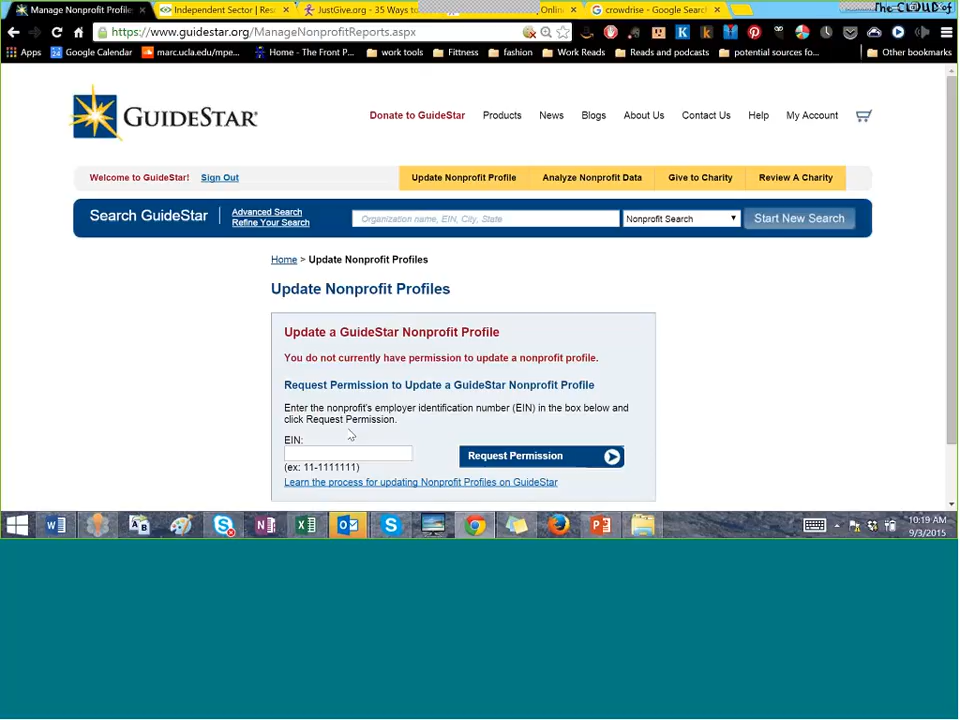 Manage Nonprofit Profile
Independent Sector | Res
JustGive.org - 35 Ways to
Online
crowdrise - Google Search
The CLOUD of
https://www.guidestar.org/ManageNonprofitReports.aspx
Apps
24 Google Calendar
marc.ucla.edu/mpe...
Home - The Front P...
work tools
Fittness
fashion
Work Reads
Reads and podcasts
potential sources fo...
Other bookmarks
GUIDESTAR
Donate to GuideStar Products News Blogs About Us Contact Us Help My Account
Welcome to GuideStar! Sign Out
Update Nonprofit Profile Analyze Nonprofit Data Give to Charity Review A Charity
Search GuideStar
Advanced Search
Refine Your Search
Organization name, EIN, City, State
Nonprofit Search
Start New Search
Home > Update Nonprofit Profiles
Update Nonprofit Profiles
Update a GuideStar Nonprofit Profile
You do not currently have permission to update a nonprofit profile.
Request Permission to Update a GuideStar Nonprofit Profile
Enter the nonprofit's employer identification number (EIN) in the box below and
click Request Permission.
EIN:
Request Permission
(ex: 11-1111111)
Learn the process for updating Nonprofit Profiles on GuideStar
10:19 AM
9/3/2015